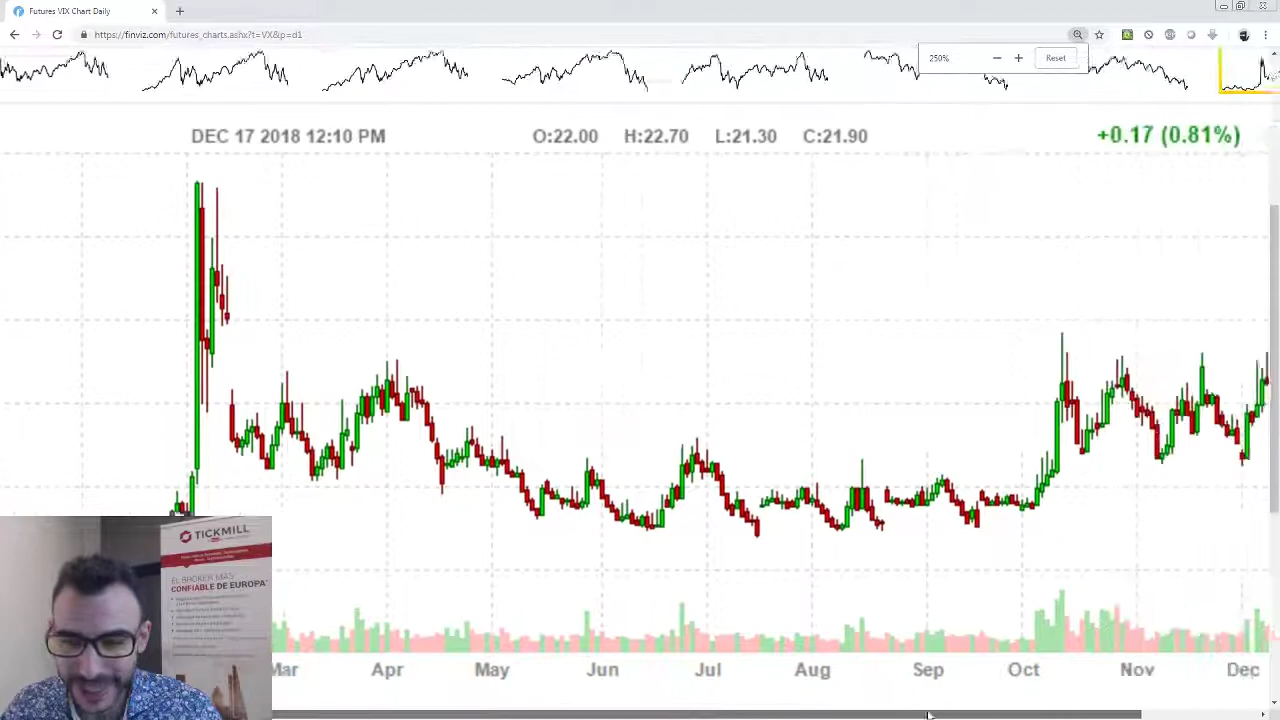 Futures VIX Chart Daily
https://finviz.com/futures_charts.ashx?t=VX&p=d1
250%
Reset
DEC 17 2018 12:10 PM O:22.00 H:22.70 L:21.30 C:21.90 +0.17 (0.81%)
TICKMILL
EL BROKER MÁS
CONFIABLE DE EUROPA*
Mar Apr May Jun Jul Aug Sep Oct Nov Dec